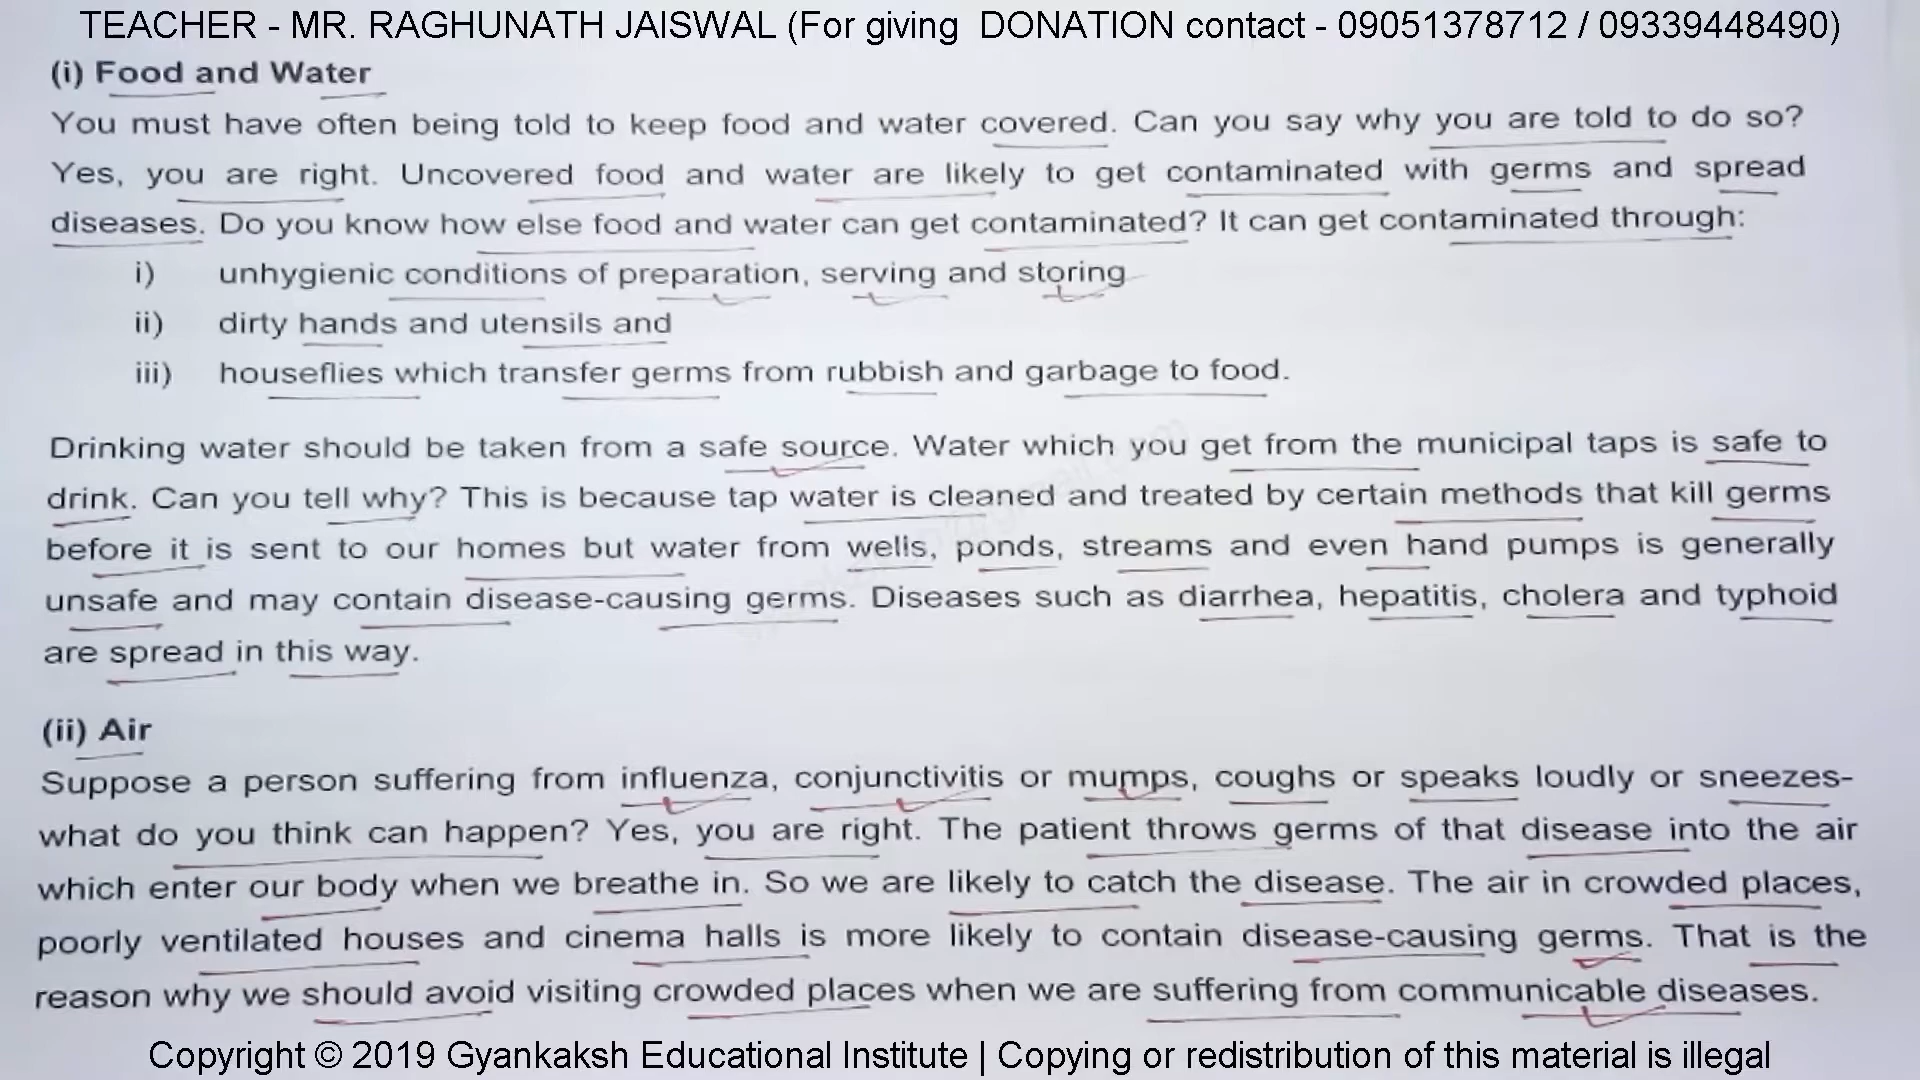 TEACHER - MR. RAGHUNATH JAISWAL (For giving DONATION contact - 09051378712 / 09339448490)
(i) Food and Water
You must have often being told to keep food and water covered. Can you say why you are told to do so?
Yes, you are right. Uncovered food and water are likely to get contaminated with germs and spread
diseases. Do you know how else food and water can get contaminated? It can get contaminated through:
i) unhygienic conditions of preparation, serving and storing
ii) dirty hands and utensils and
iii) houseflies which transfer germs from rubbish and garbage to food.
Drinking water should be taken from a safe source. Water which you get from the municipal taps is safe to
drink. Can you tell why? This is because tap water is cleaned and treated by certain methods that kill germs
before it is sent to our homes but water from wells, ponds, streams and even hand pumps is generally
unsafe and may contain disease-causing germs. Diseases such as diarrhea, hepatitis, cholera and typhoid
are spread in this way.
(ii) Air
Suppose a person suffering from influenza, conjunctivitis or mumps, coughs or speaks loudly or sneezes-
what do you think can happen? Yes, you are right. The patient throws germs of that disease into the air
which enter our body when we breathe in. So we are likely to catch the disease. The air in crowded places,
poorly ventilated houses and cinema halls is more likely to contain disease-causing germs. That is the
reason why we should avoid visiting crowded places when we are suffering from communicable diseases.
Copyright © 2019 Gyankaksh Educational Institute | Copying or redistribution of this material is illegal